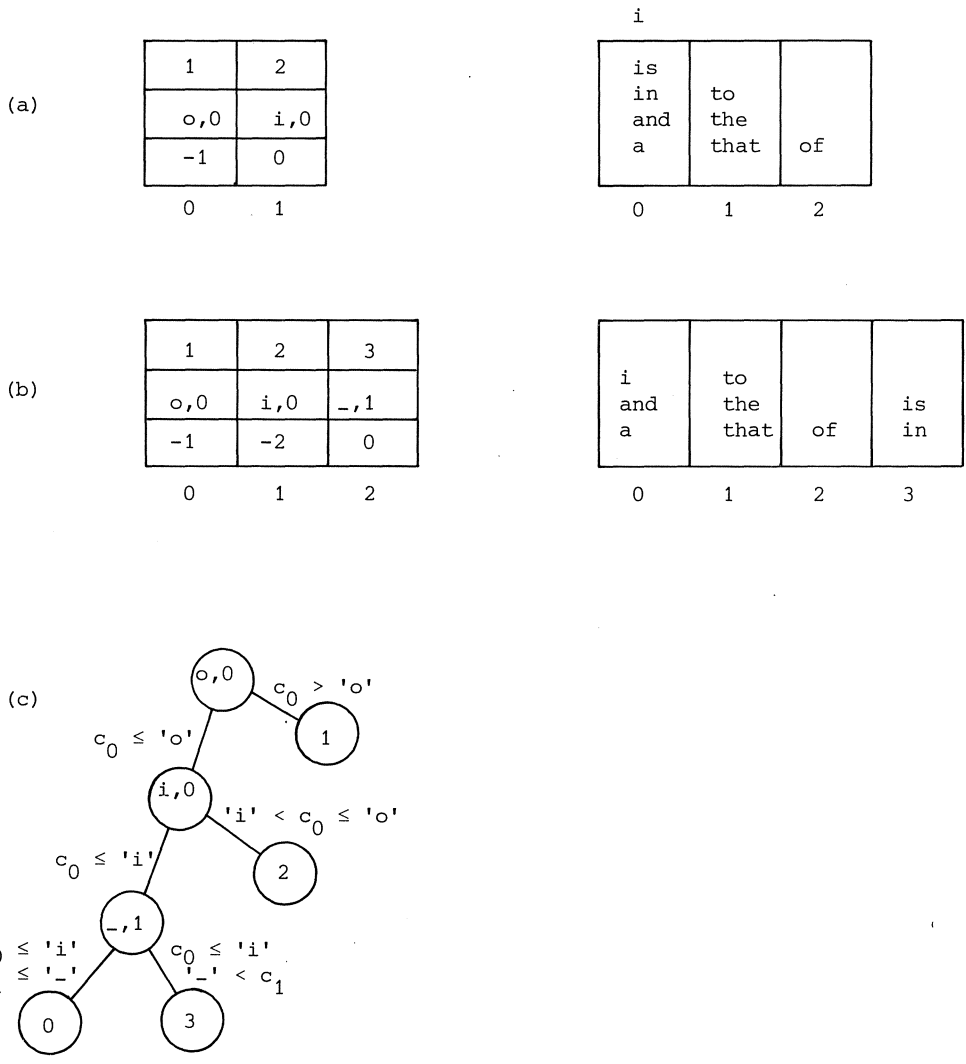 i
1 2 is
in to
(a) o,0 i,0 and the
-1 0 a that of
0 1 0 1 2
1 2 3
(b) i to
o,0 i,0 _,1 and the is
-1 -2 0 a that of in
0 1 2 0 1 2 3
(c) o,0 c0 > 'o'
1
c0 ≤ 'o'
i,0
'i' < c0 ≤ 'o'
c0 ≤ 'i'
2
_,1
≤ 'i' c0 ≤ 'i'
≤ '_' '_' < c1
0 3